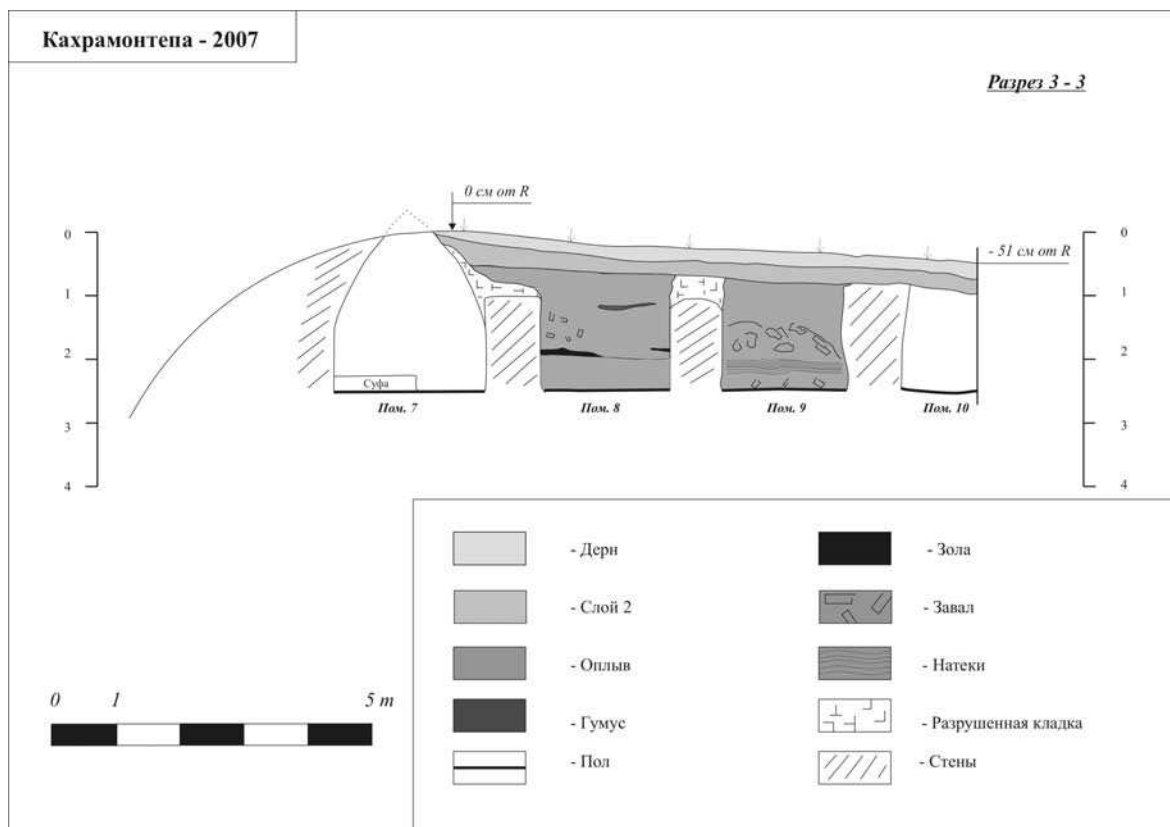 Кахрамонтепа - 2007
Разрез 3 - 3
0 см от R
- 51 см от R
0
1
2
3
4
0
1
2
3
4
Суфа
Пом. 7
Пом. 8
Пом. 9
Пом. 10
- Дерн
- Слой 2
- Оплыв
- Гумус
- Пол
- Зола
- Завал
- Натеки
- Разрушенная кладка
- Стены
0 1 5 m